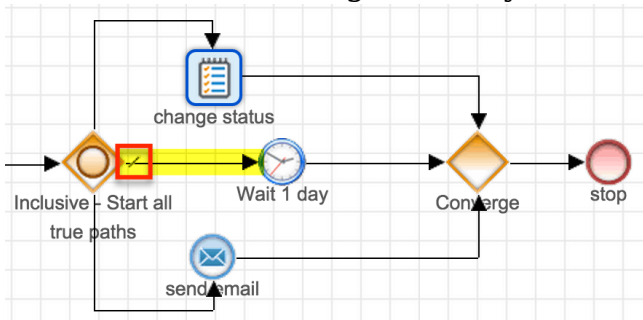 change status
Inclusive - Start all
true paths
Wait 1 day
Converge
stop
send email